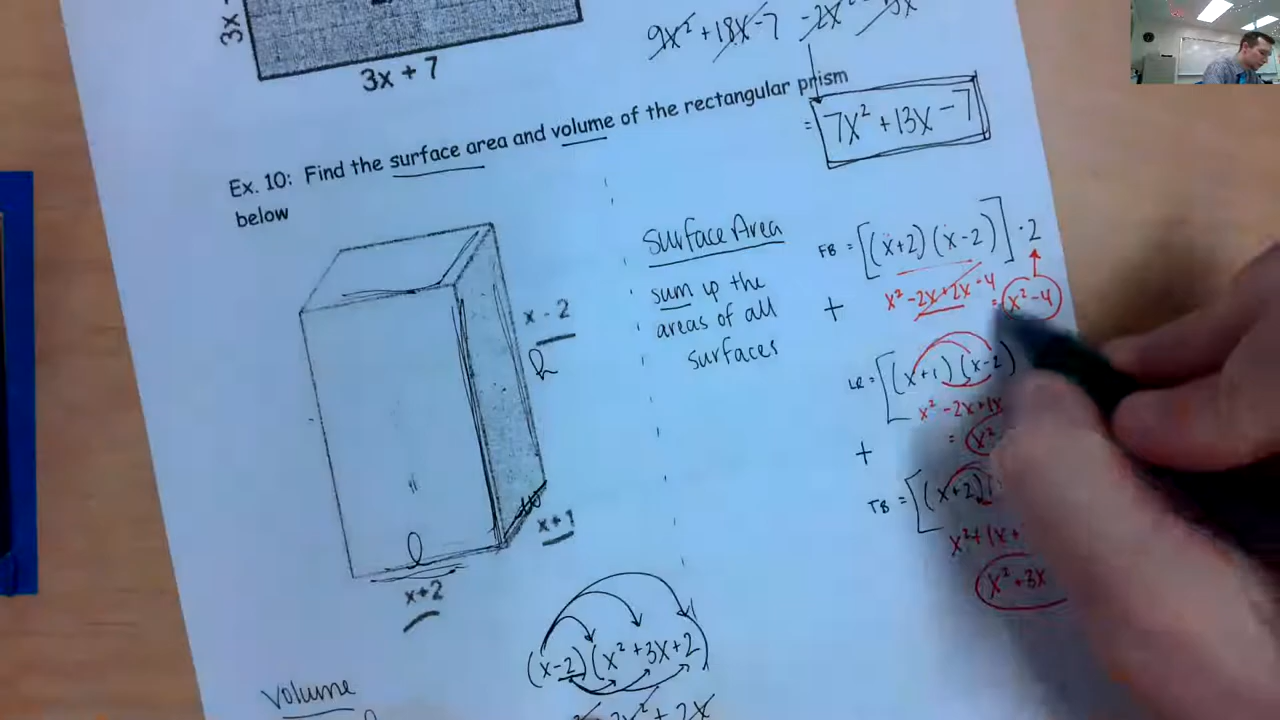 3x -
3x + 7
9x² + 18x - 7 - 2x²
Ex. 10: Find the surface area and volume of the rectangular prism
below
= 7x² + 13x - 7
x - 2
h
l
w
x + 1
x + 2
Surface Area
sum up the
areas of all
surfaces
FB = [(x+2)(x-2)] · 2
x² - 2x + 2x - 4
= x² - 4
+
LR = [(x+1)(x-2)
x² - 2x + 1x
= x²
+
TB = [(x+2)(
x² + 1x +
x² + 3x
(x-2)(x² + 3x + 2)
2x² + 2x
Volume